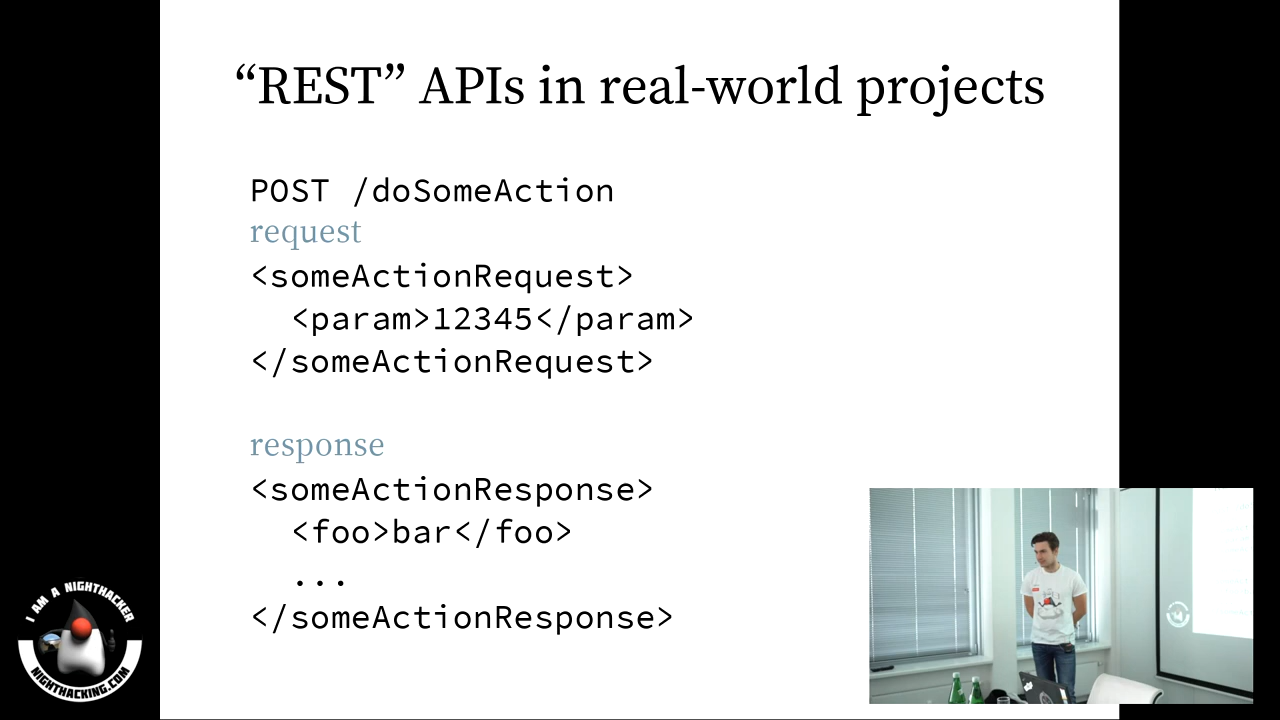 “REST” APIs in real-world projects
POST /doSomeAction
request
<someActionRequest>
  <param>12345</param>
</someActionRequest>
response
<someActionResponse>
  <foo>bar</foo>
  ...
</someActionResponse>
I AM A NIGHTHACKER
NIGHTHACKING.COM